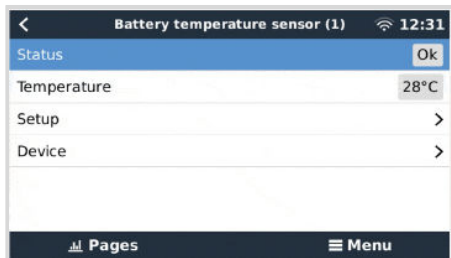 Battery temperature sensor (1) 12:31
Status Ok
Temperature 28°C
Setup
Device
Pages Menu